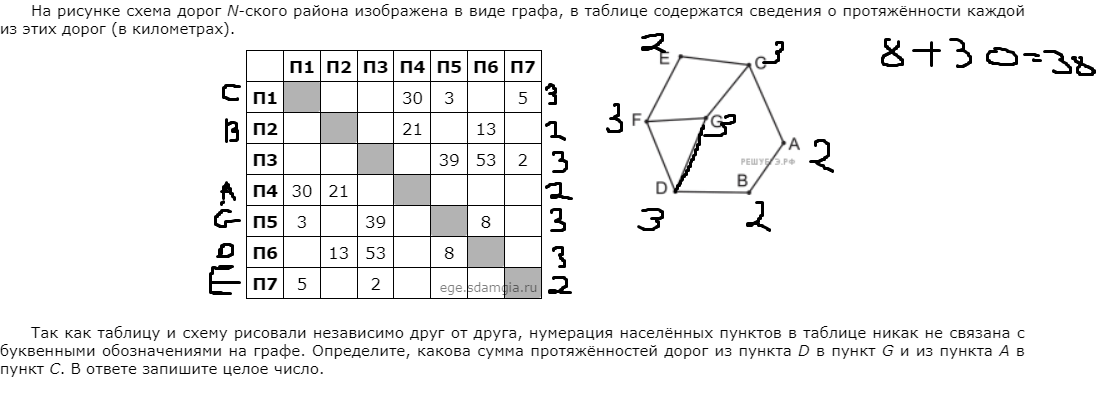 На рисунке схема дорог N-ского района изображена в виде графа, в таблице содержатся сведения о протяжённости каждой
из этих дорог (в километрах).
8+30=38
П1 П2 П3 П4 П5 П6 П7
C П1 30 3 5 3
B П2 21 13 2
П3 39 53 2 3
A П4 30 21 2
G П5 3 39 8 3
D П6 13 53 8 3
E П7 5 2 2
ege.sdamgia.ru
2 E C 3
3 F G 3
A 2
РЕШУЕГЭ.РФ
D B
3 2
Так как таблицу и схему рисовали независимо друг от друга, нумерация населённых пунктов в таблице никак не связана с
буквенными обозначениями на графе. Определите, какова сумма протяжённостей дорог из пункта D в пункт G и из пункта A в
пункт C. В ответе запишите целое число.